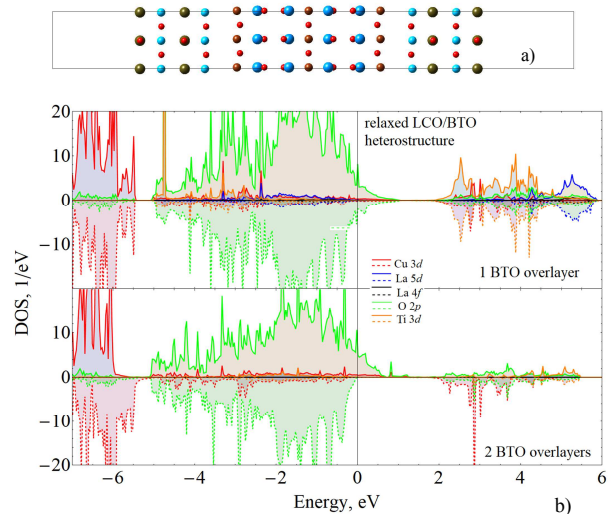 a)
20
relaxed LCO/BTO
heterostructure
10
0
−10
Cu 3d
La 5d
La 4f
O 2p
Ti 3d
1 BTO overlayer
DOS, 1/eV
10
0
−10
−20
2 BTO overlayers
−7 −6 −4 −2 0 2 4 6
Energy, eV
b)